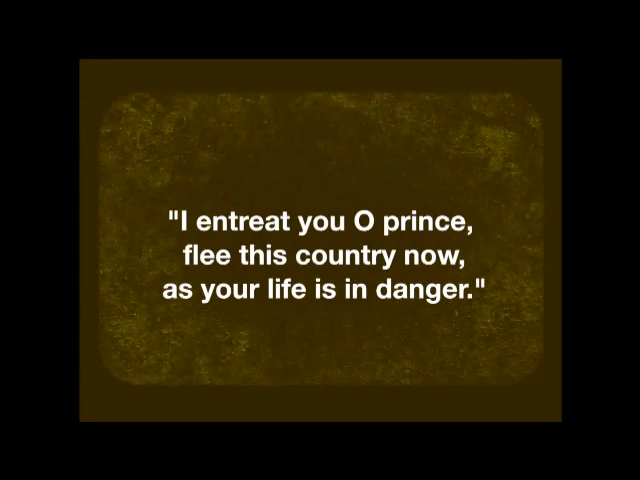 "I entreat you O prince,
flee this country now,
as your life is in danger."